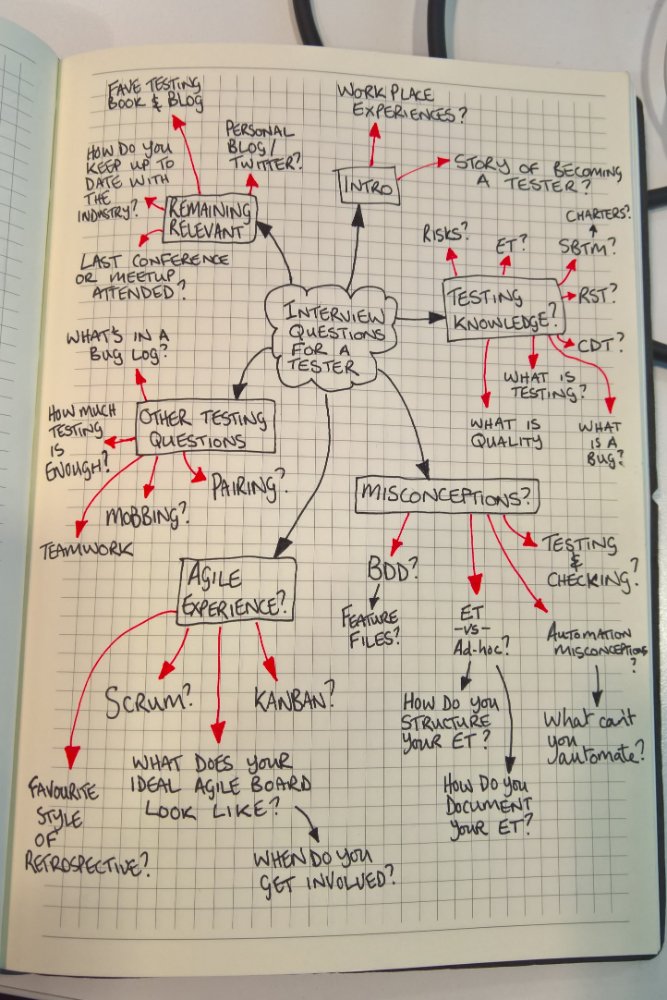 FAVE TESTING
BOOK & BLOG
HOW DO YOU
KEEP UP TO
DATE WITH
THE
INDUSTRY?
PERSONAL
BLOG/
TWITTER?
REMAINING
RELEVANT
LAST CONFERENCE
OR MEETUP
ATTENDED?
WORKPLACE
EXPERIENCES?
INTRO
STORY OF BECOMING
A TESTER?
CHARTERS?
RISKS?
ET?
SBTM?
TESTING
KNOWLEDGE?
RST?
CDT?
WHAT IS
TESTING?
WHAT IS
QUALITY
WHAT
IS A
BUG?
INTERVIEW
QUESTIONS
FOR A
TESTER
WHAT'S IN A
BUG LOG?
HOW MUCH
TESTING
IS
ENOUGH?
OTHER TESTING
QUESTIONS
PAIRING?
MOBBING?
TEAMWORK
MISCONCEPTIONS?
BDD?
FEATURE
FILES?
ET
-VS-
Ad-hoc?
TESTING
&
CHECKING?
AUTOMATION
MISCONCEPTIONS
?
HOW DO YOU
STRUCTURE
YOUR ET?
HOW DO YOU
DOCUMENT
YOUR ET?
What can't
you
automate?
AGILE
EXPERIENCE?
SCRUM?
KANBAN?
WHAT DOES YOUR
IDEAL AGILE BOARD
LOOK LIKE?
WHEN DO YOU
GET INVOLVED?
FAVOURITE
STYLE
OF
RETROSPECTIVE?